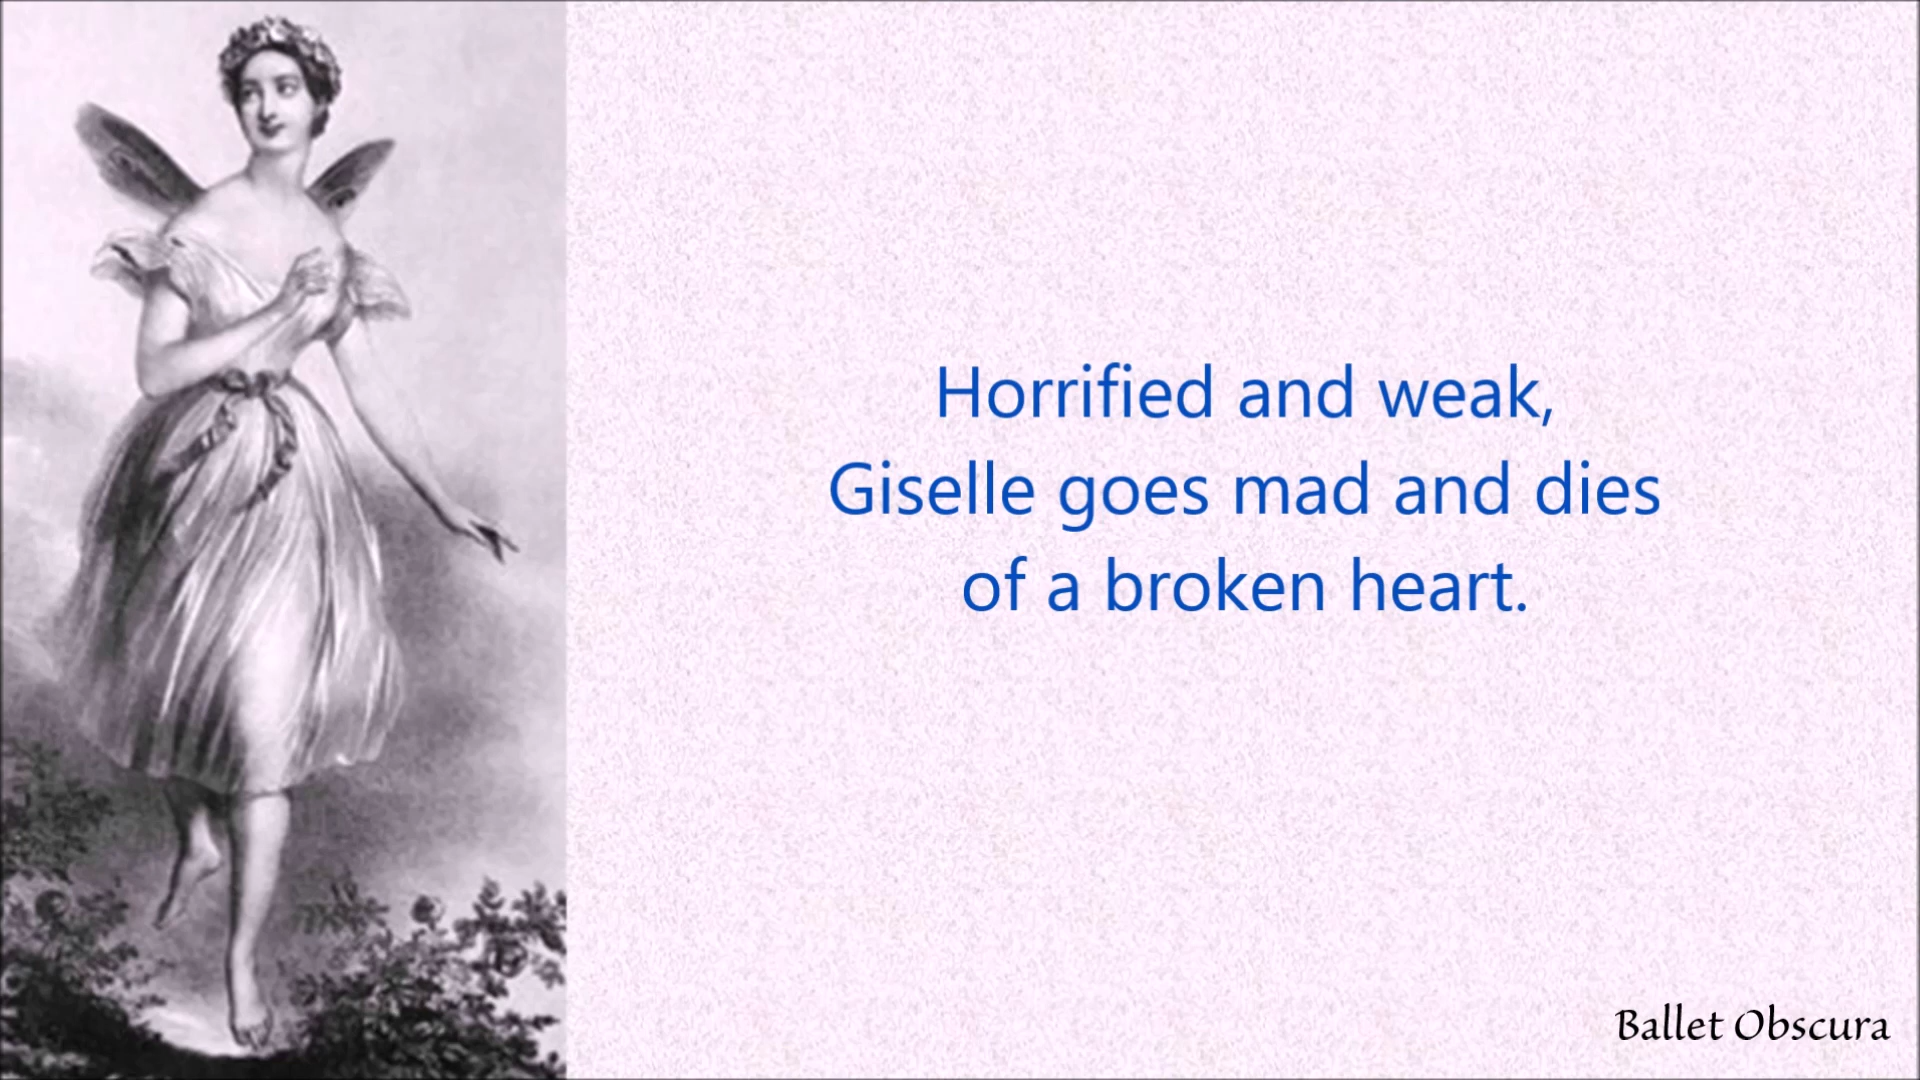 Horrified and weak,
Giselle goes mad and dies
of a broken heart.
Ballet Obscura